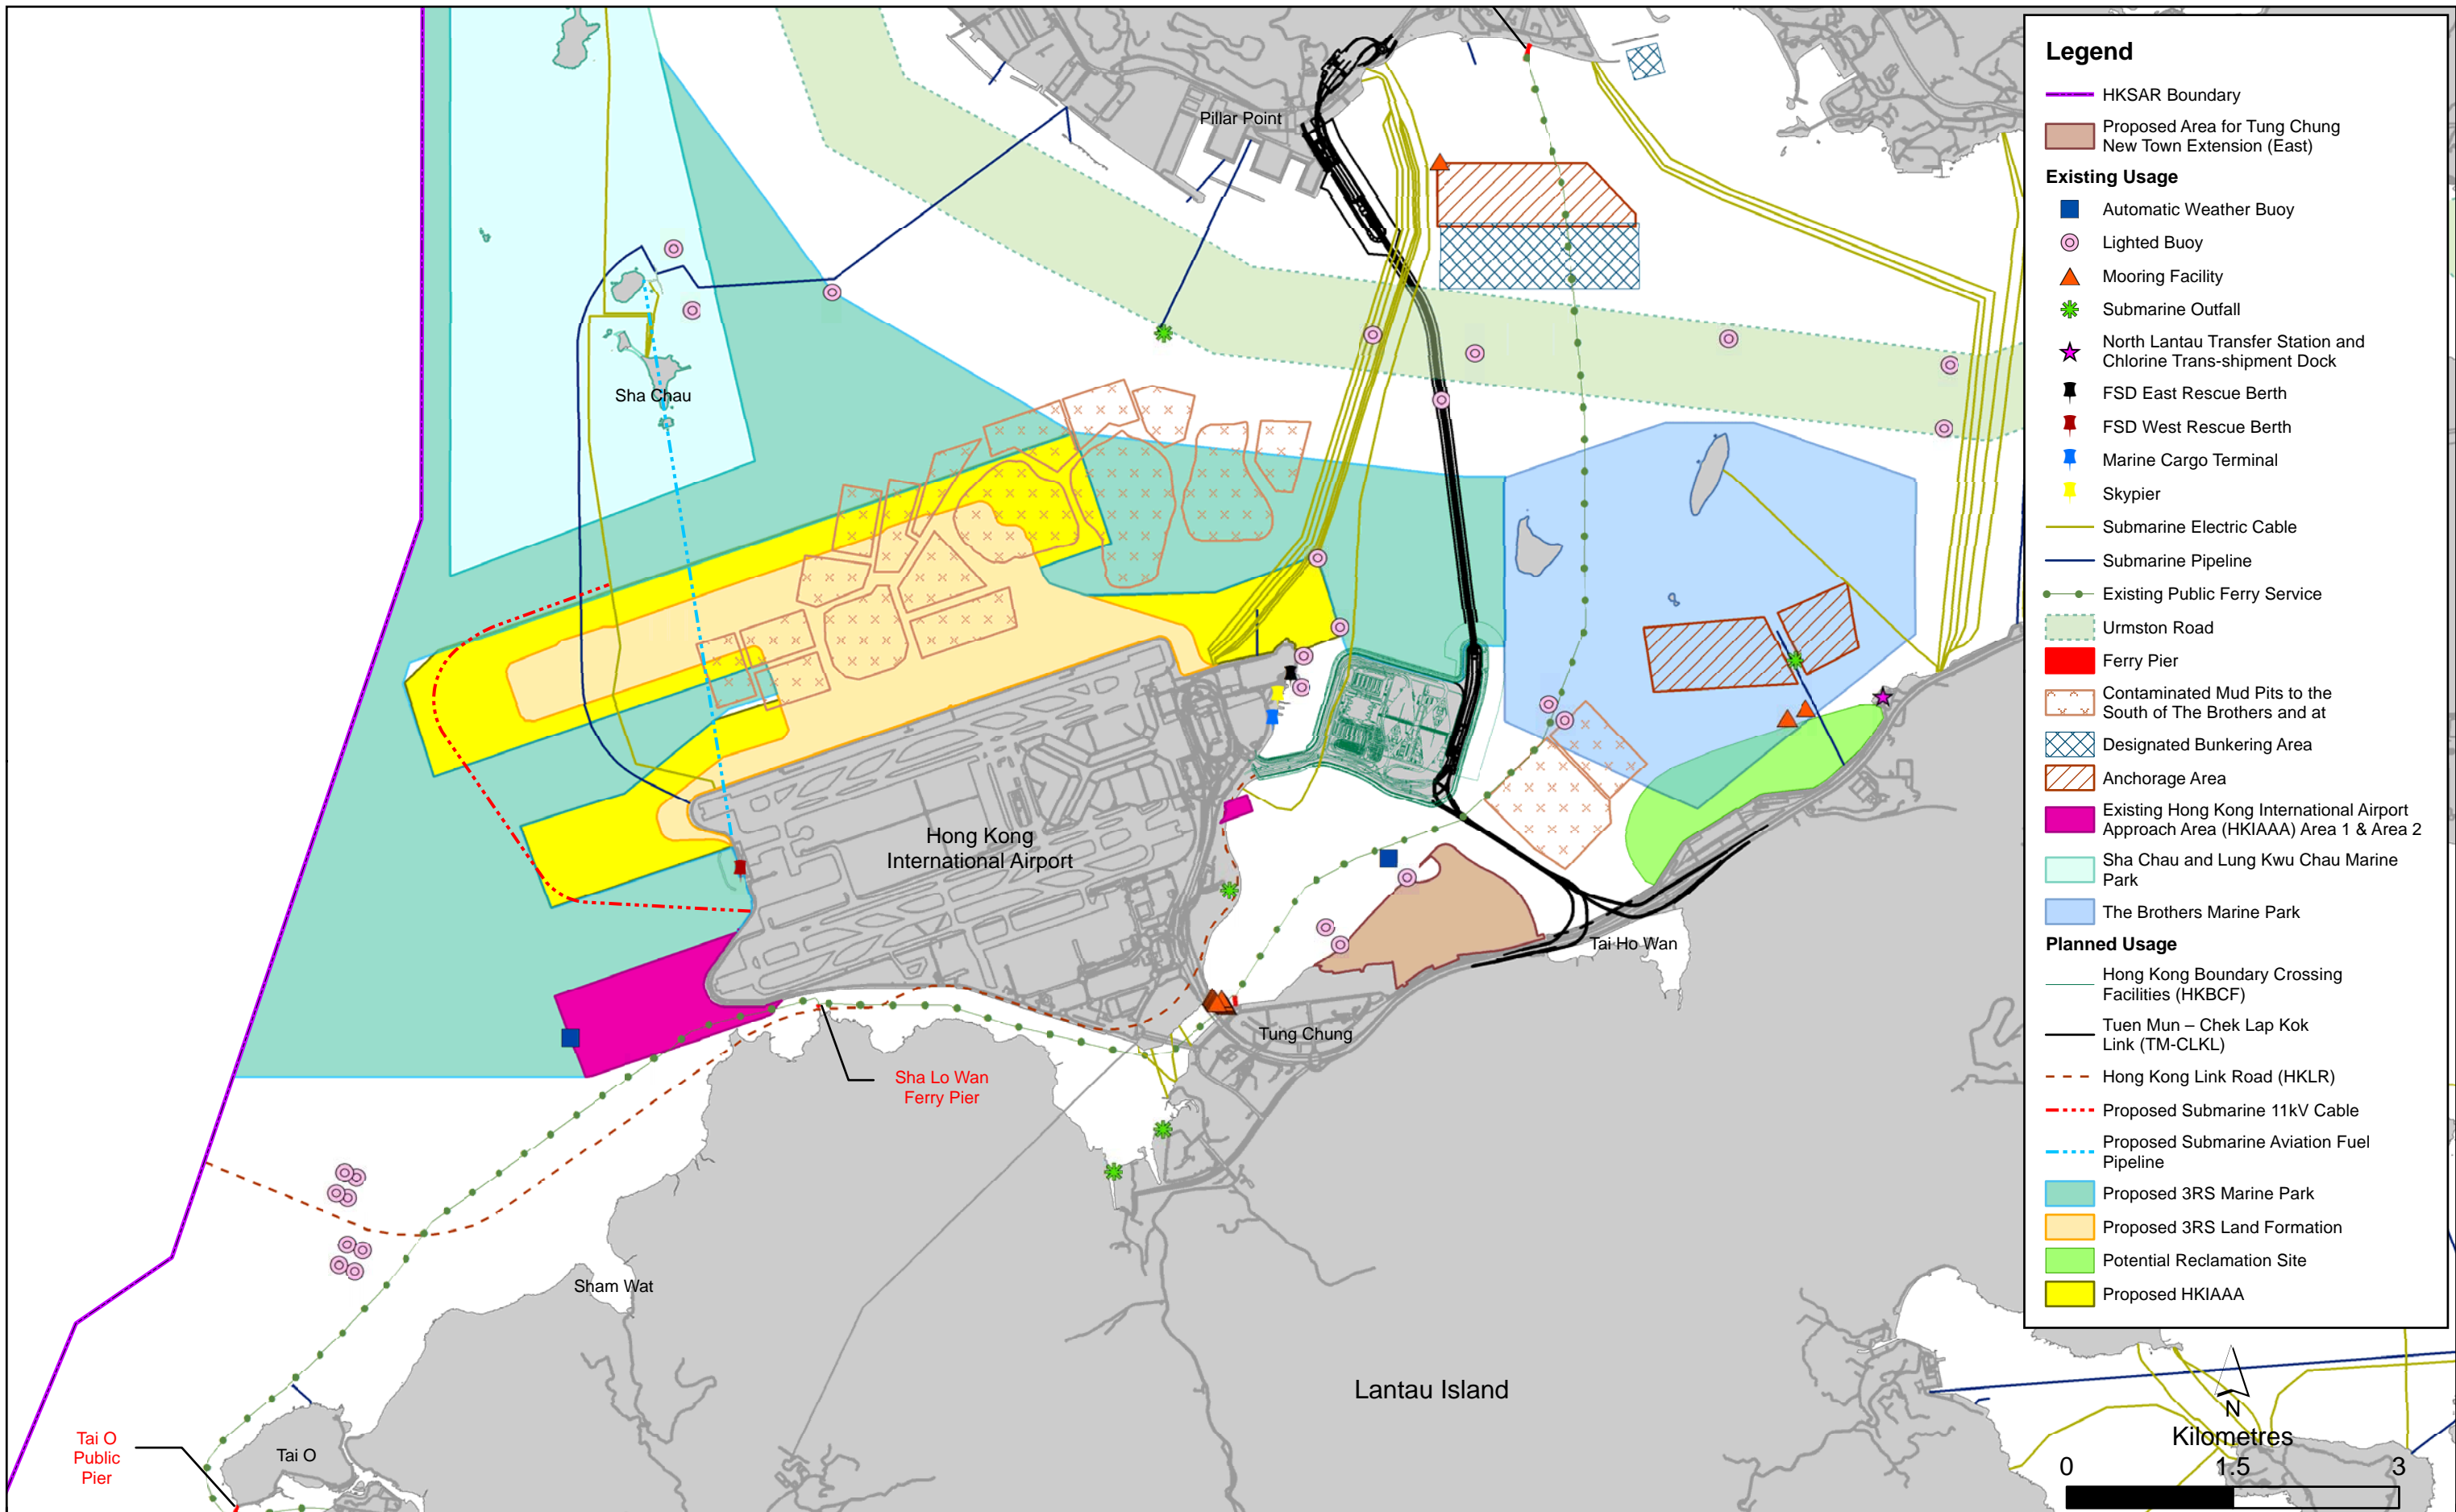 Pillar Point
Sha Chau
Hong Kong
International Airport
Tai Ho Wan
Tung Chung
Sha Lo Wan
Ferry Pier
Sham Wat
Lantau Island
Tai O
Public
Pier
Tai O
Legend
HKSAR Boundary
Proposed Area for Tung Chung
New Town Extension (East)
Existing Usage
Automatic Weather Buoy
Lighted Buoy
Mooring Facility
Submarine Outfall
North Lantau Transfer Station and
Chlorine Trans-shipment Dock
FSD East Rescue Berth
FSD West Rescue Berth
Marine Cargo Terminal
Skypier
Submarine Electric Cable
Submarine Pipeline
Existing Public Ferry Service
Urmston Road
Ferry Pier
Contaminated Mud Pits to the
South of The Brothers and at
Designated Bunkering Area
Anchorage Area
Existing Hong Kong International Airport
Approach Area (HKIAAA) Area 1 & Area 2
Sha Chau and Lung Kwu Chau Marine
Park
The Brothers Marine Park
Planned Usage
Hong Kong Boundary Crossing
Facilities (HKBCF)
Tuen Mun – Chek Lap Kok
Link (TM-CLKL)
Hong Kong Link Road (HKLR)
Proposed Submarine 11kV Cable
Proposed Submarine Aviation Fuel
Pipeline
Proposed 3RS Marine Park
Proposed 3RS Land Formation
Potential Reclamation Site
Proposed HKIAAA
N
Kilometres
0 1.5 3